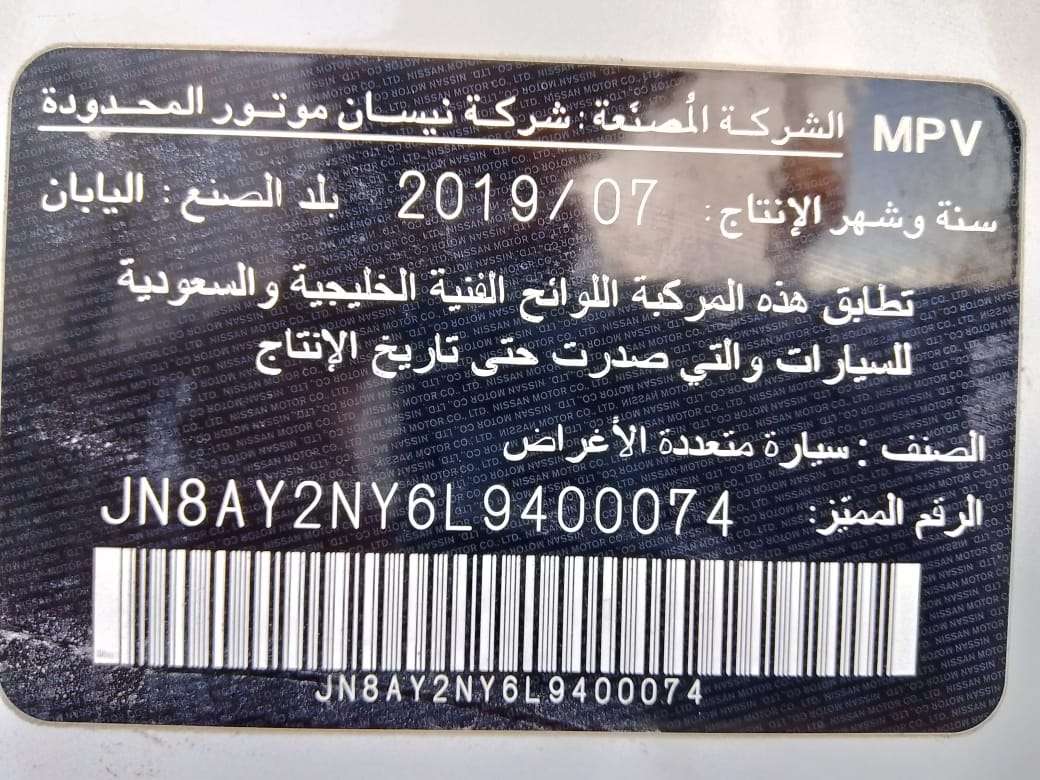 MPV الشركة المُصنّعة: شركة نيسان موتور المحدودة
سنة وشهر الإنتاج: 2019/07 بلد الصنع: اليابان
تطابق هذه المركبة اللوائح الفنية الخليجية والسعودية
للسيارات والتي صدرت حتى تاريخ الإنتاج
الصنف: سيارة متعددة الأغراض
الرقم المميّز: JN8AY2NY6L9400074
JN8AY2NY6L9400074